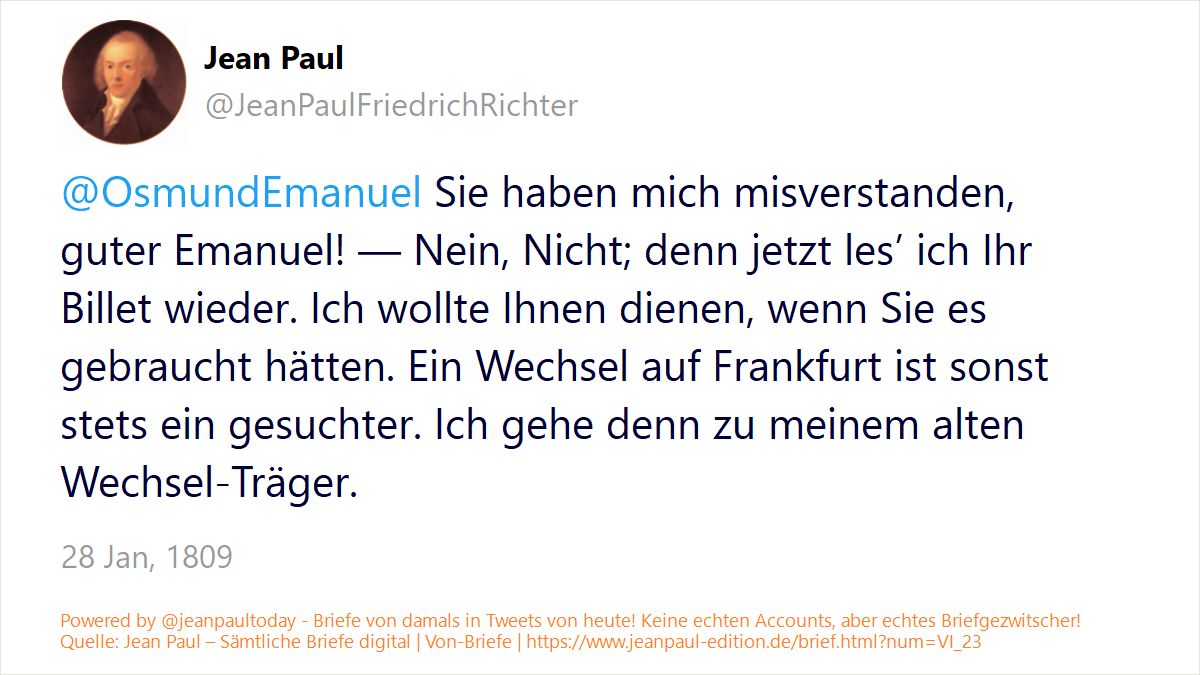 Jean Paul
@JeanPaulFriedrichRichter
@OsmundEmanuel Sie haben mich misverstanden,
guter Emanuel! — Nein, Nicht; denn jetzt les’ ich Ihr
Billet wieder. Ich wollte Ihnen dienen, wenn Sie es
gebraucht hätten. Ein Wechsel auf Frankfurt ist sonst
stets ein gesuchter. Ich gehe denn zu meinem alten
Wechsel-Träger.
28 Jan, 1809
Powered by @jeanpaultoday - Briefe von damals in Tweets von heute! Keine echten Accounts, aber echtes Briefgezwitscher!
Quelle: Jean Paul – Sämtliche Briefe digital | Von-Briefe | https://www.jeanpaul-edition.de/brief.html?num=VI_23